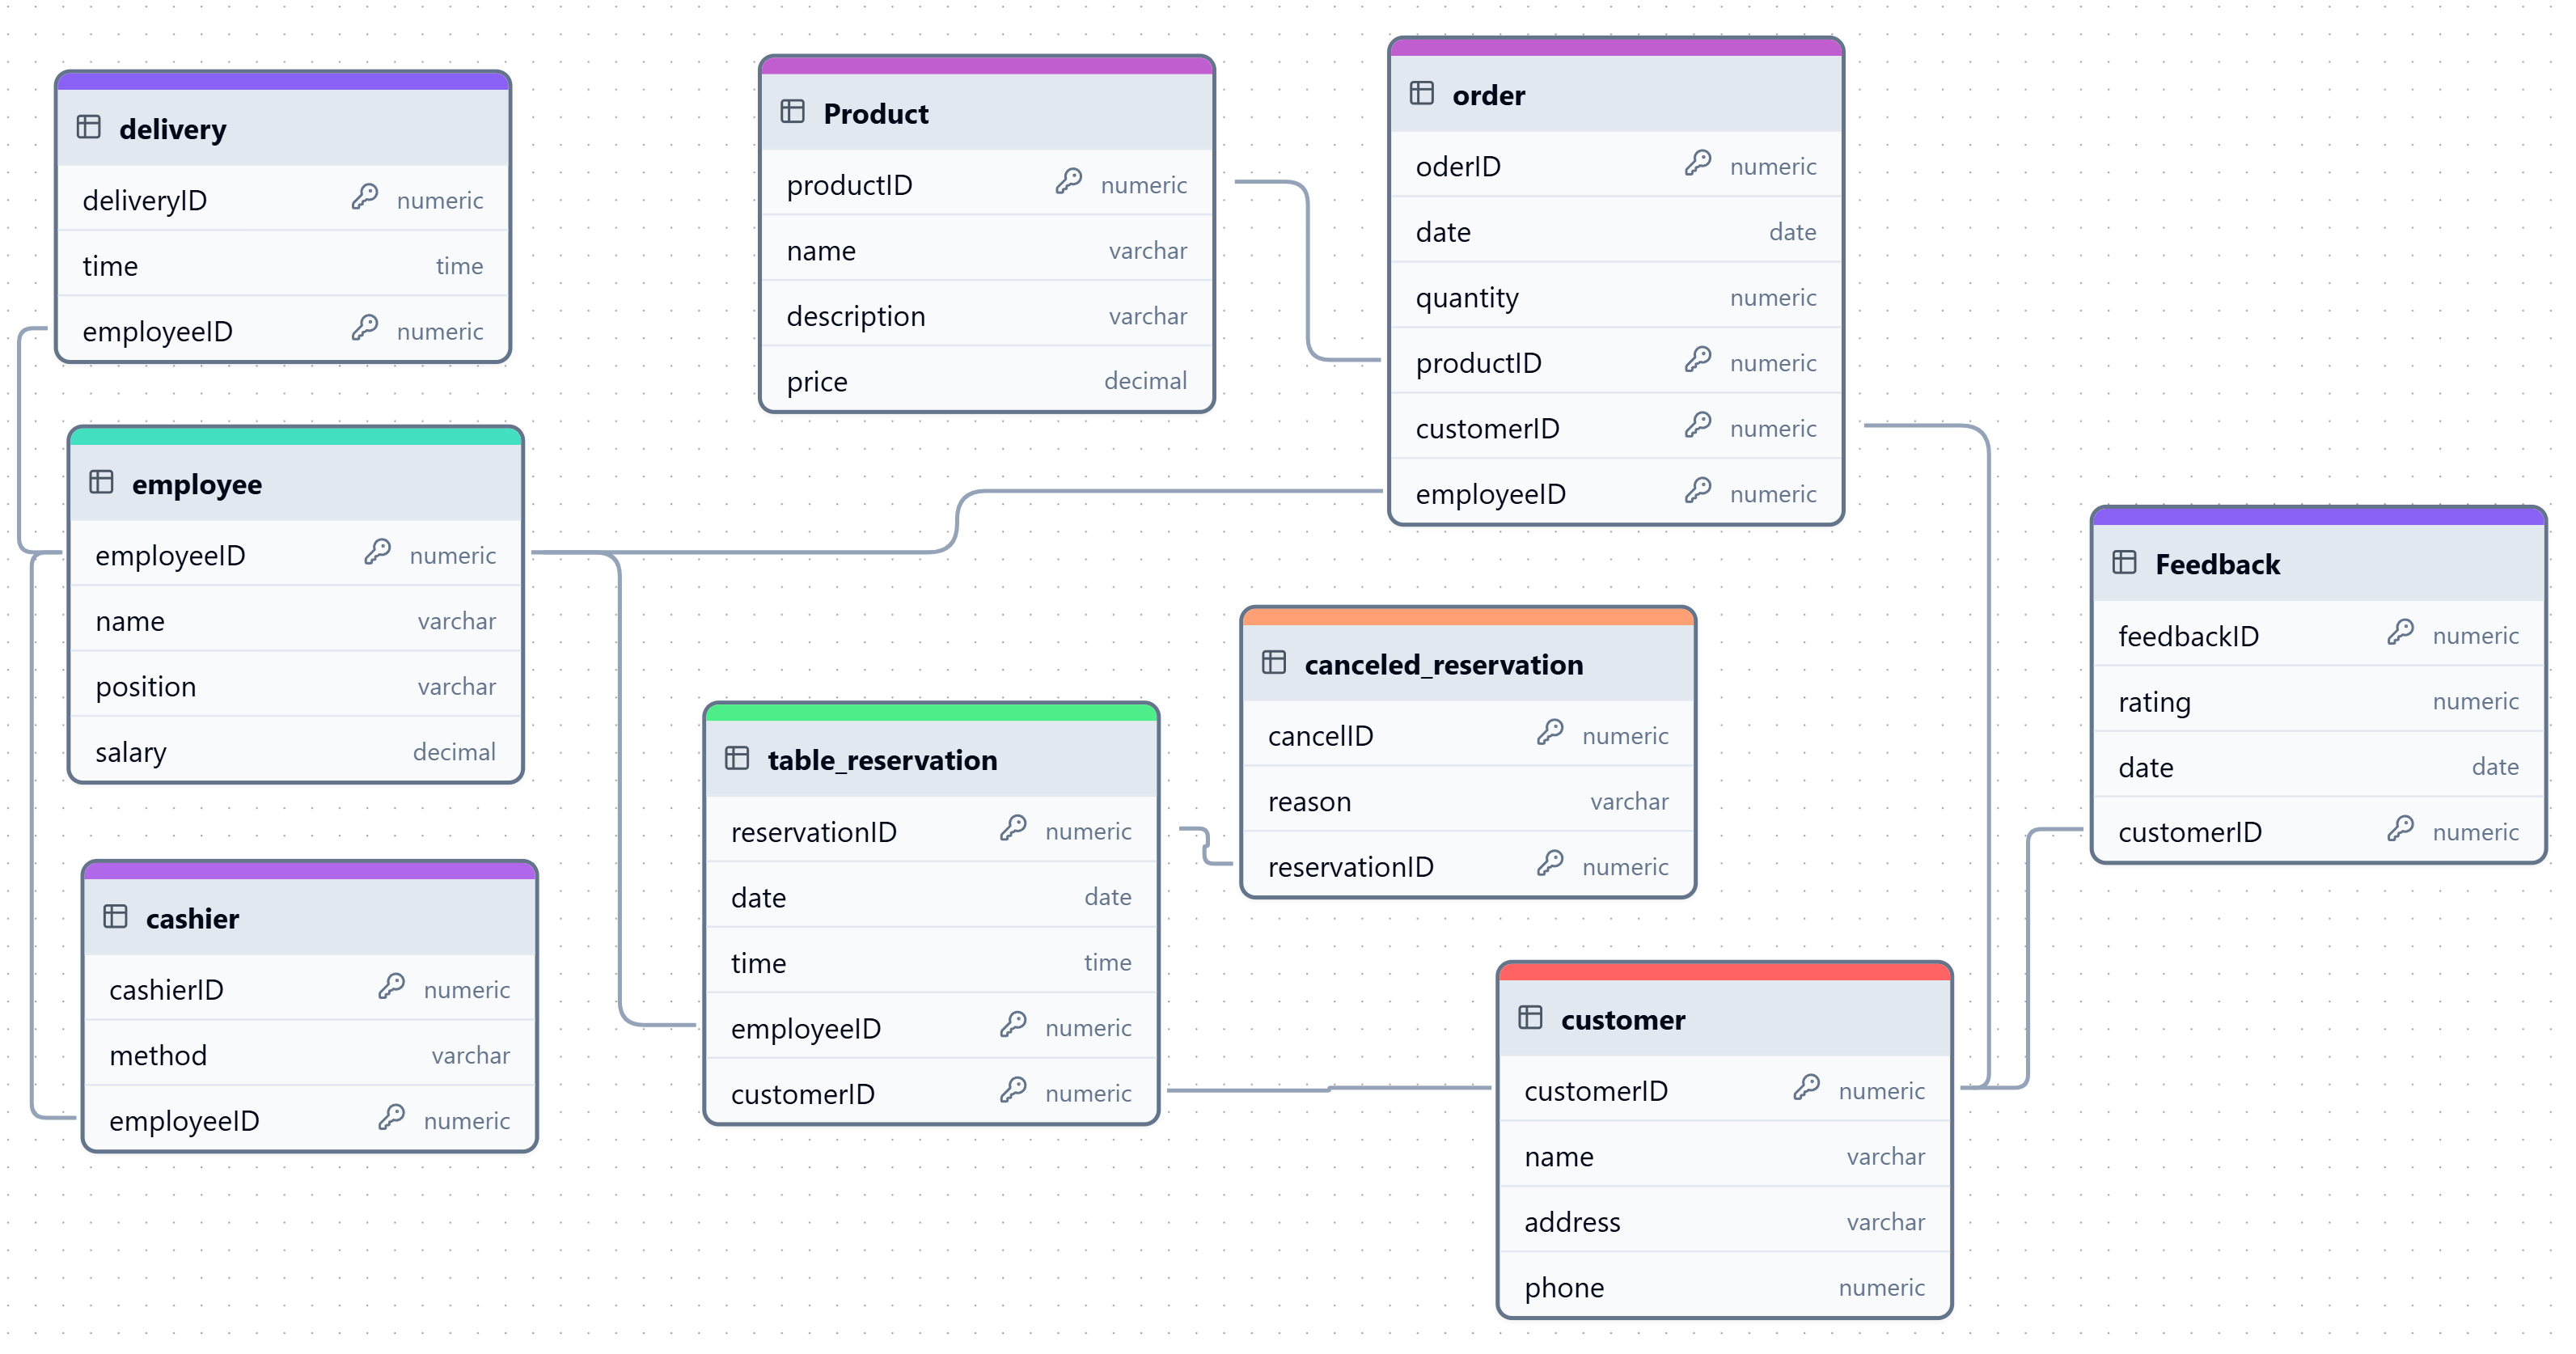 delivery
deliveryID numeric
time time
employeeID numeric
Product
productID numeric
name varchar
description varchar
price decimal
order
oderID numeric
date date
quantity numeric
productID numeric
customerID numeric
employeeID numeric
employee
employeeID numeric
name varchar
position varchar
salary decimal
Feedback
feedbackID numeric
rating numeric
date date
customerID numeric
canceled_reservation
cancelID numeric
reason varchar
reservationID numeric
table_reservation
reservationID numeric
date date
time time
employeeID numeric
customerID numeric
cashier
cashierID numeric
method varchar
employeeID numeric
customer
customerID numeric
name varchar
address varchar
phone numeric